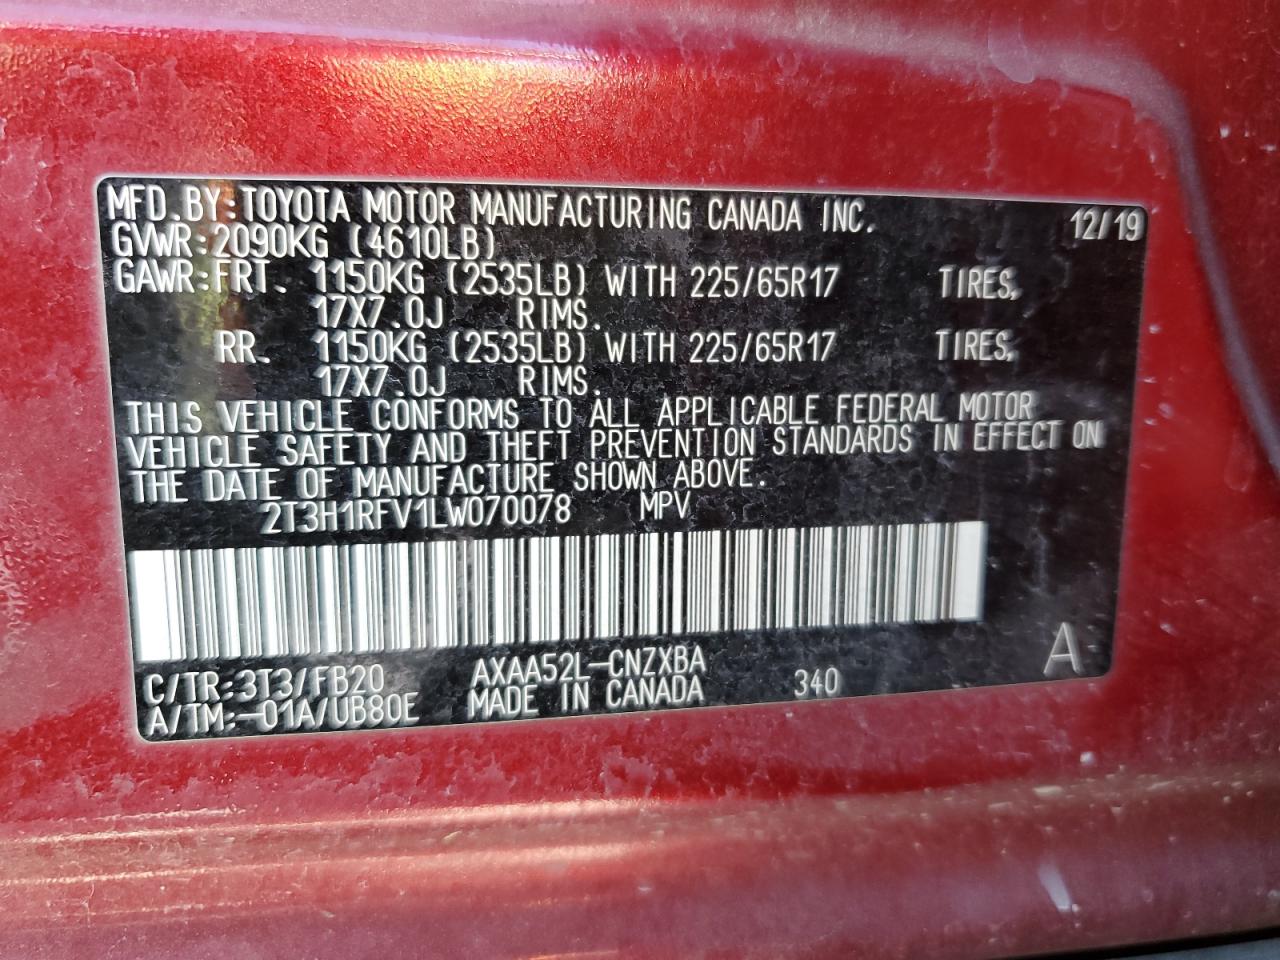 MFD.BY:TOYOTA MOTOR MANUFACTURING CANADA INC. 12/19
GVWR:2090KG (4610LB)
GAWR:FRT. 1150KG (2535LB) WITH 225/65R17 TIRES,
17X7.0J RIMS.
RR. 1150KG (2535LB) WITH 225/65R17 TIRES,
17X7.0J RIMS.
THIS VEHICLE CONFORMS TO ALL APPLICABLE FEDERAL MOTOR
VEHICLE SAFETY AND THEFT PREVENTION STANDARDS IN EFFECT ON
THE DATE OF MANUFACTURE SHOWN ABOVE.
2T3H1RFV1LW070078 MPV
C/TR:3T3/FB20 AXAA52L-CNZXBA
A/TM:-01A/UB80E MADE IN CANADA 340 A